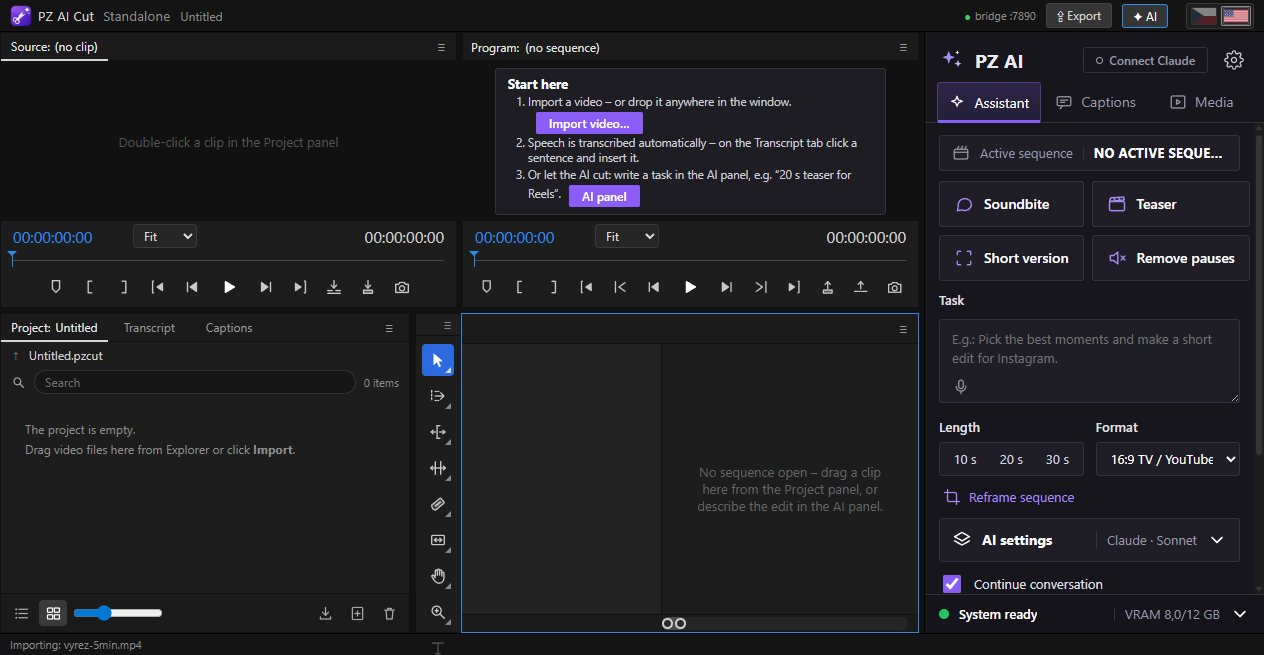 PZ AI Cut Standalone Untitled
bridge :7890
Export
AI
Source: (no clip)
Double-click a clip in the Project panel
00:00:00:00
Fit
00:00:00:00
Program: (no sequence)
Start here
1. Import a video – or drop it anywhere in the window.
Import video...
2. Speech is transcribed automatically – on the Transcript tab click a
sentence and insert it.
3. Or let the AI cut: write a task in the AI panel, e.g. “20 s teaser for
Reels”. AI panel
00:00:00:00
Fit
00:00:00:00
Project: Untitled
Transcript
Captions
Untitled.pzcut
Search
0 items
The project is empty.
Drag video files here from Explorer or click Import.
No sequence open – drag a clip
here from the Project panel, or
describe the edit in the AI panel.
PZ AI
Connect Claude
Assistant
Captions
Media
Active sequence
NO ACTIVE SEQUE...
Soundbite
Teaser
Short version
Remove pauses
Task
E.g.: Pick the best moments and make a short
edit for Instagram.
Length
Format
10 s 20 s 30 s
16:9 TV / YouTube
Reframe sequence
AI settings
Claude · Sonnet
Continue conversation
System ready
VRAM 8,0/12 GB
Importing: vyrez-5min.mp4